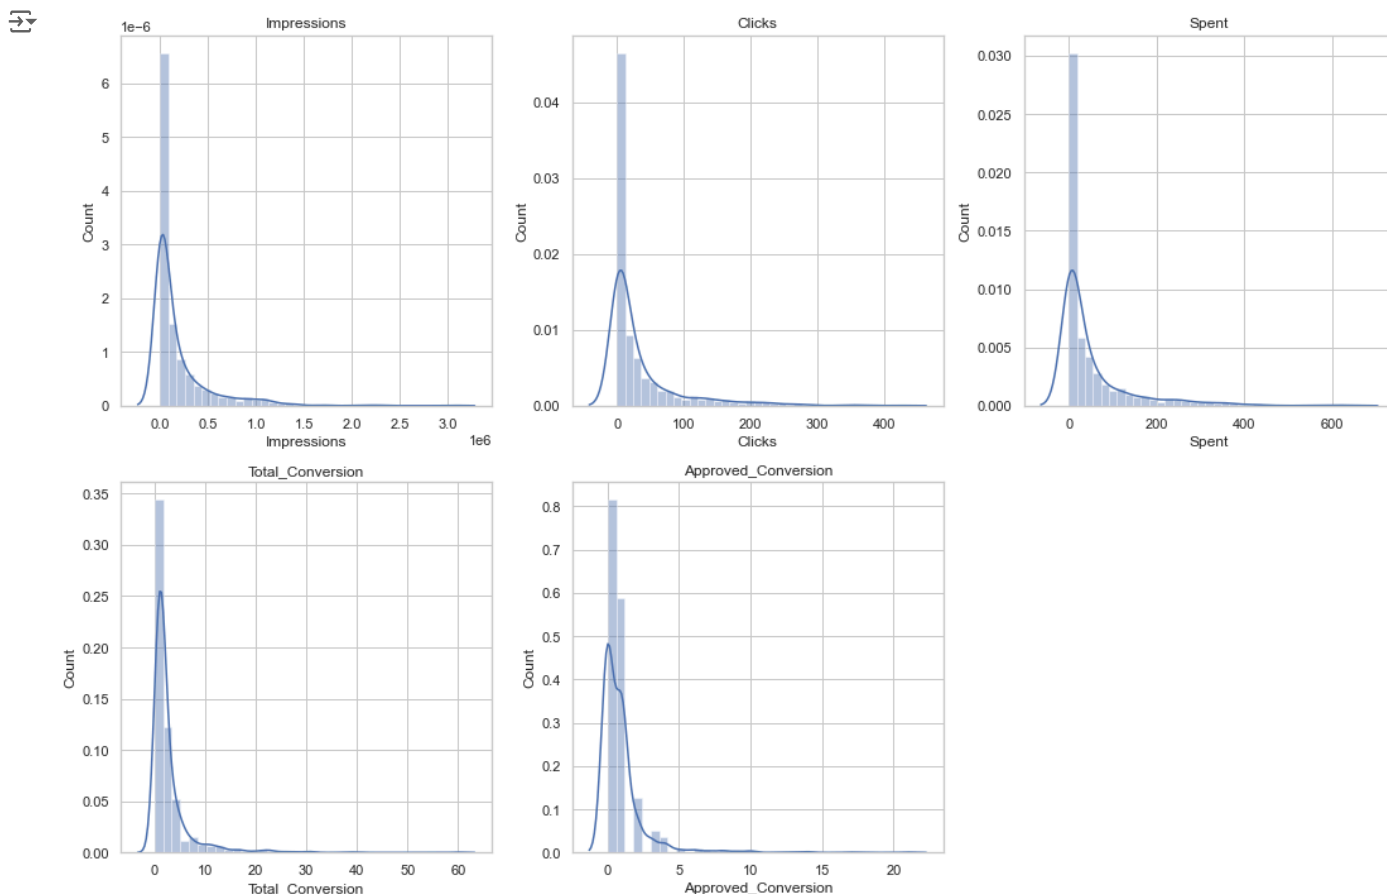 Impressions
1e−6
Count
6
5
4
3
2
1
0
0.0 0.5 1.0 1.5 2.0 2.5 3.0
Impressions
1e6
Clicks
Count
0.04
0.03
0.02
0.01
0.00
0 100 200 300 400
Clicks
Spent
Count
0.030
0.025
0.020
0.015
0.010
0.005
0.000
0 200 400 600
Spent
Total_Conversion
Count
0.35
0.30
0.25
0.20
0.15
0.10
0.05
0.00
0 10 20 30 40 50 60
Total_Conversion
Approved_Conversion
Count
0.8
0.7
0.6
0.5
0.4
0.3
0.2
0.1
0.0
0 5 10 15 20
Approved_Conversion